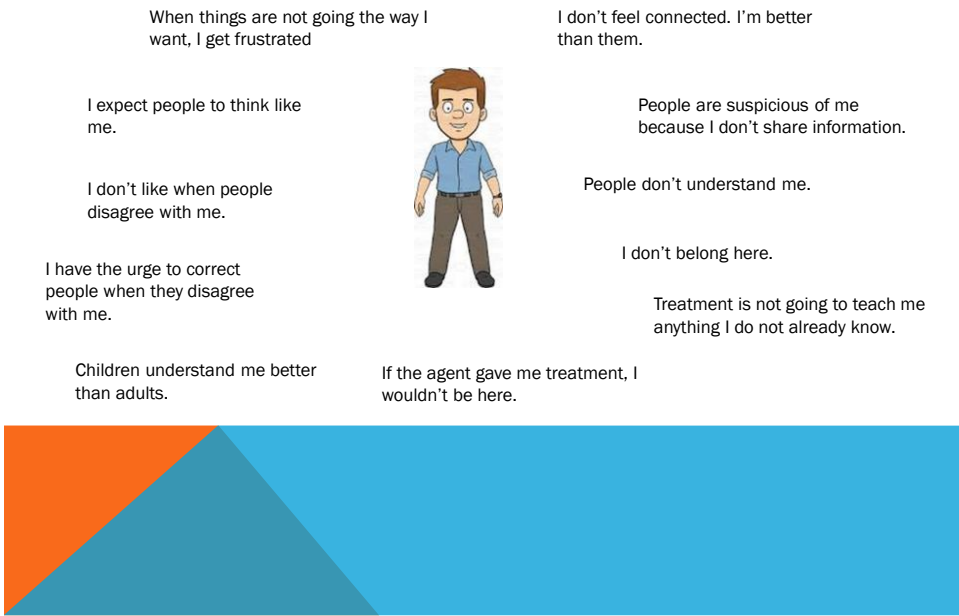 When things are not going the way I
want, I get frustrated
I don’t feel connected. I’m better
than them.
I expect people to think like
me.
People are suspicious of me
because I don’t share information.
I don’t like when people
disagree with me.
People don’t understand me.
I don’t belong here.
I have the urge to correct
people when they disagree
with me.
Treatment is not going to teach me
anything I do not already know.
Children understand me better
than adults.
If the agent gave me treatment, I
wouldn’t be here.